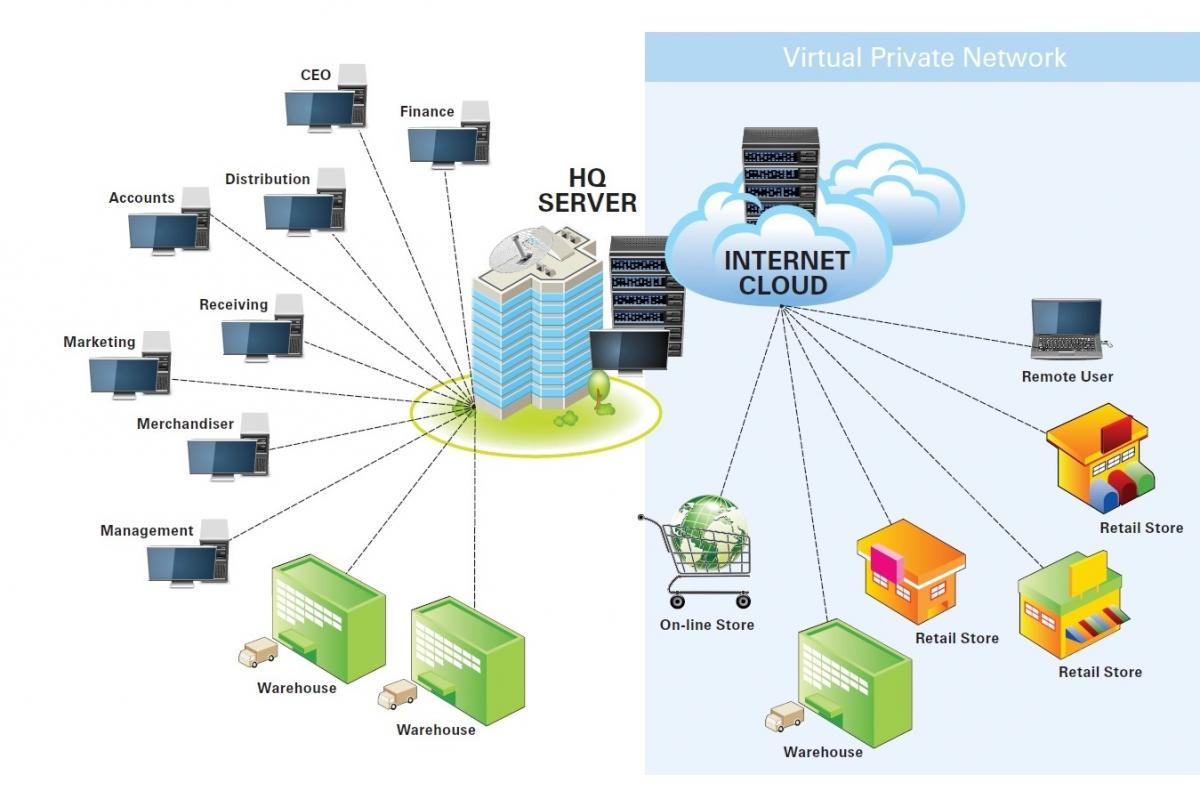 Virtual Private Network
CEO
Finance
Distribution
Accounts
HQ
SERVER
INTERNET
CLOUD
Receiving
Marketing
Remote User
Merchandiser
Management
Retail Store
On-line Store
Retail Store
Retail Store
Warehouse
Warehouse
Warehouse